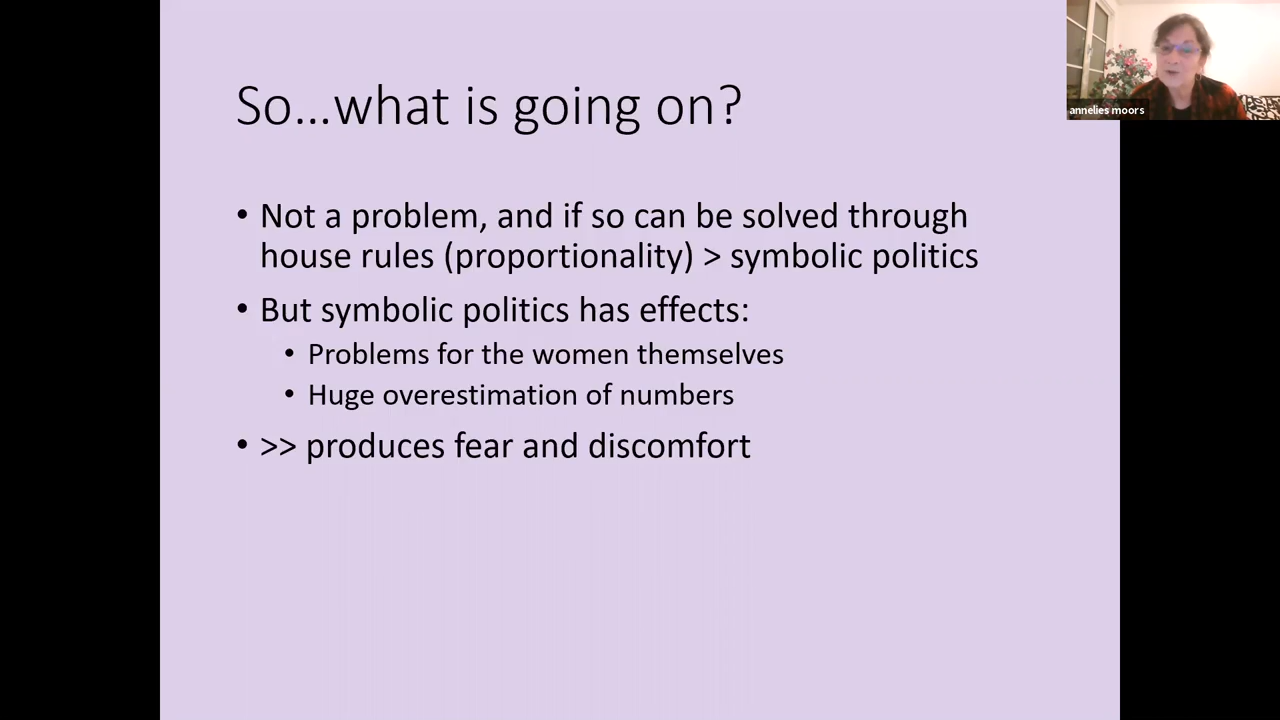 So...what is going on?
• Not a problem, and if so can be solved through
house rules (proportionality) > symbolic politics
• But symbolic politics has effects:
• Problems for the women themselves
• Huge overestimation of numbers
• >> produces fear and discomfort
annelies moors